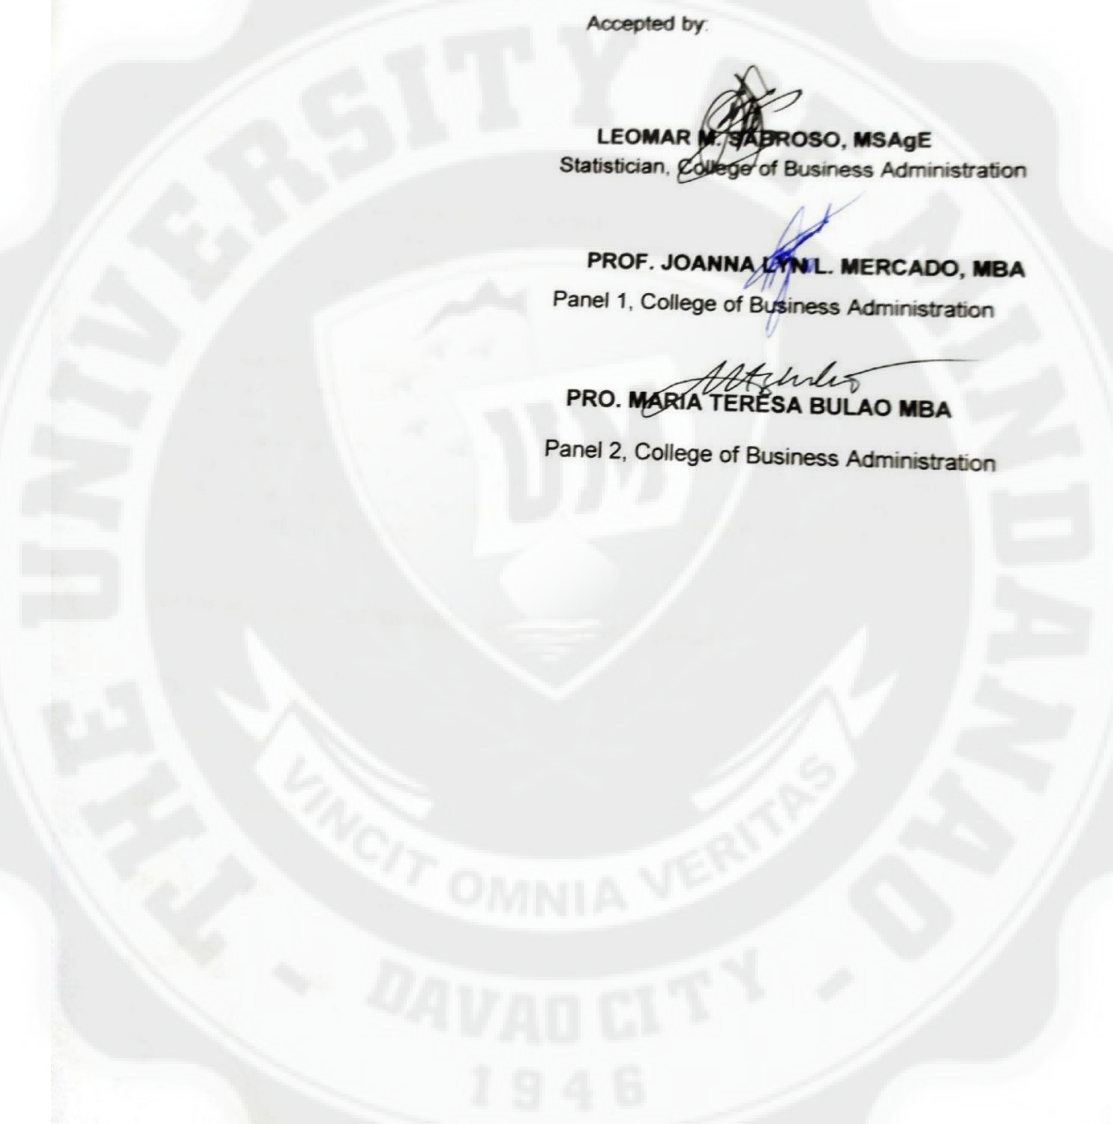 Accepted by:
LEOMAR M. SABROSO, MSAgE
Statistician, College of Business Administration
PROF. JOANNA LYN L. MERCADO, MBA
Panel 1, College of Business Administration
PRO. MARIA TERESA BULAO MBA
Panel 2, College of Business Administration
THE UNIVERSITY OF MINDANAO
UM
VINCIT OMNIA VERITAS
- DAVAO CITY -
1946